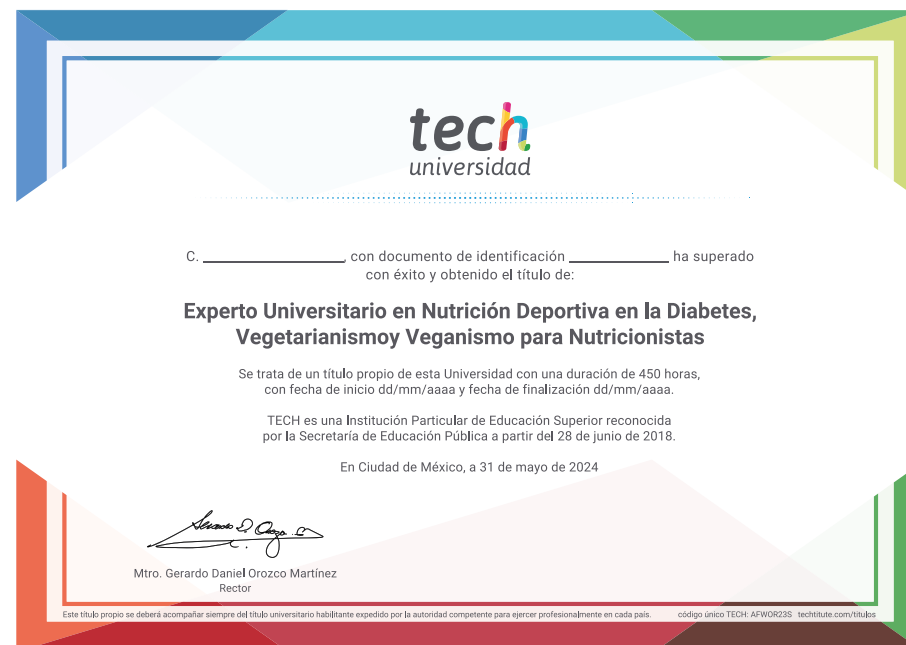 tech
universidad
C. ____________, con documento de identificación ____________ ha superado
con éxito y obtenido el título de:
Experto Universitario en Nutrición Deportiva en la Diabetes,
Vegetarianismoy Veganismo para Nutricionistas
Se trata de un título propio de esta Universidad con una duración de 450 horas,
con fecha de inicio dd/mm/aaaa y fecha de finalización dd/mm/aaaa.
TECH es una Institución Particular de Educación Superior reconocida
por la Secretaría de Educación Pública a partir del 28 de junio de 2018.
En Ciudad de México, a 31 de mayo de 2024
Mtro. Gerardo Daniel Orozco Martínez
Rector
Este título propio se deberá acompañar siempre del título universitario habilitante expedido por la autoridad competente para ejercer profesionalmente en cada país. código único TECH: AFWOR23S techtitute.com/titulos